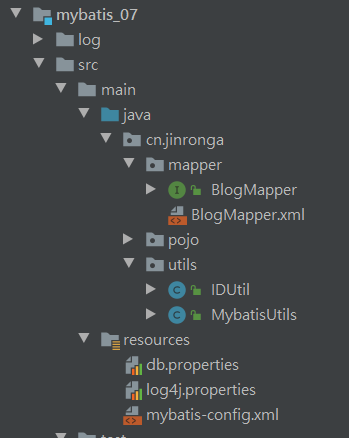 mybatis_07
log
src
main
java
cn.jinronga
mapper
BlogMapper
BlogMapper.xml
pojo
utils
IDUtil
MybatisUtils
resources
db.properties
log4j.properties
mybatis-config.xml